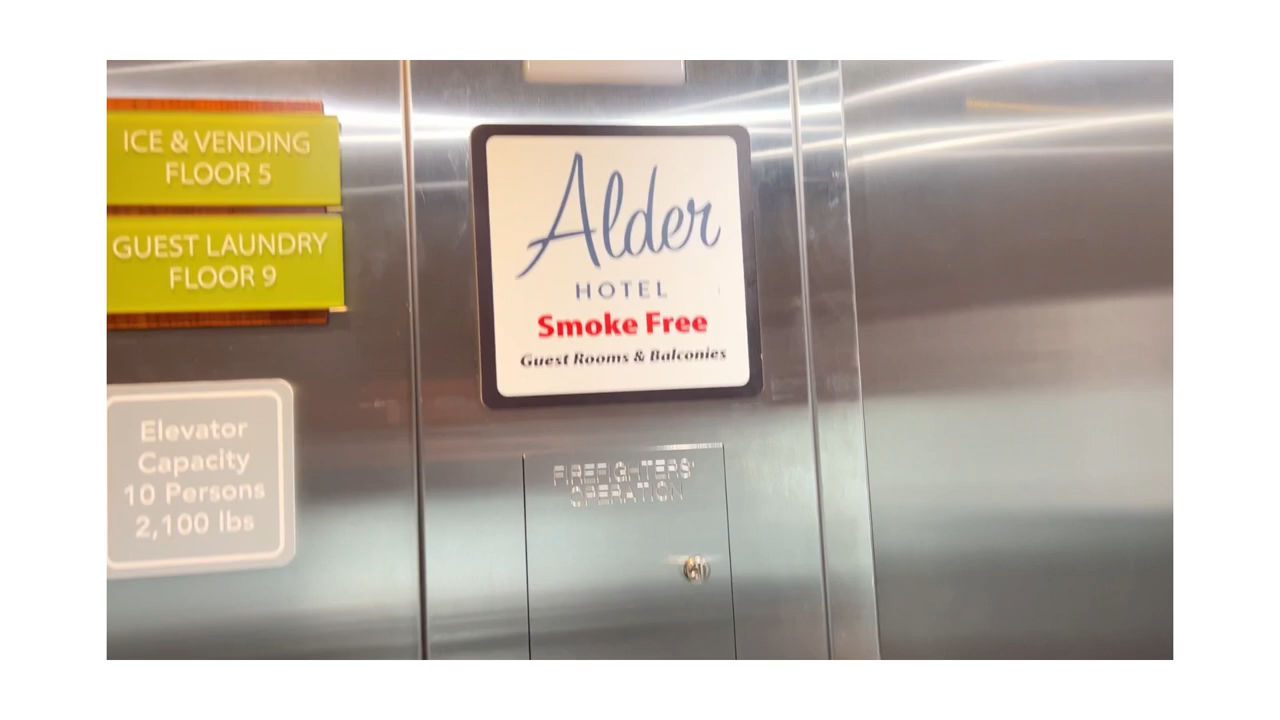 ICE & VENDING
FLOOR 5
GUEST LAUNDRY
FLOOR 9
Elevator
Capacity
10 Persons
2,100 lbs
Alder
HOTEL
Smoke Free
Guest Rooms & Balconies
FIREFIGHTERS'
OPERATION